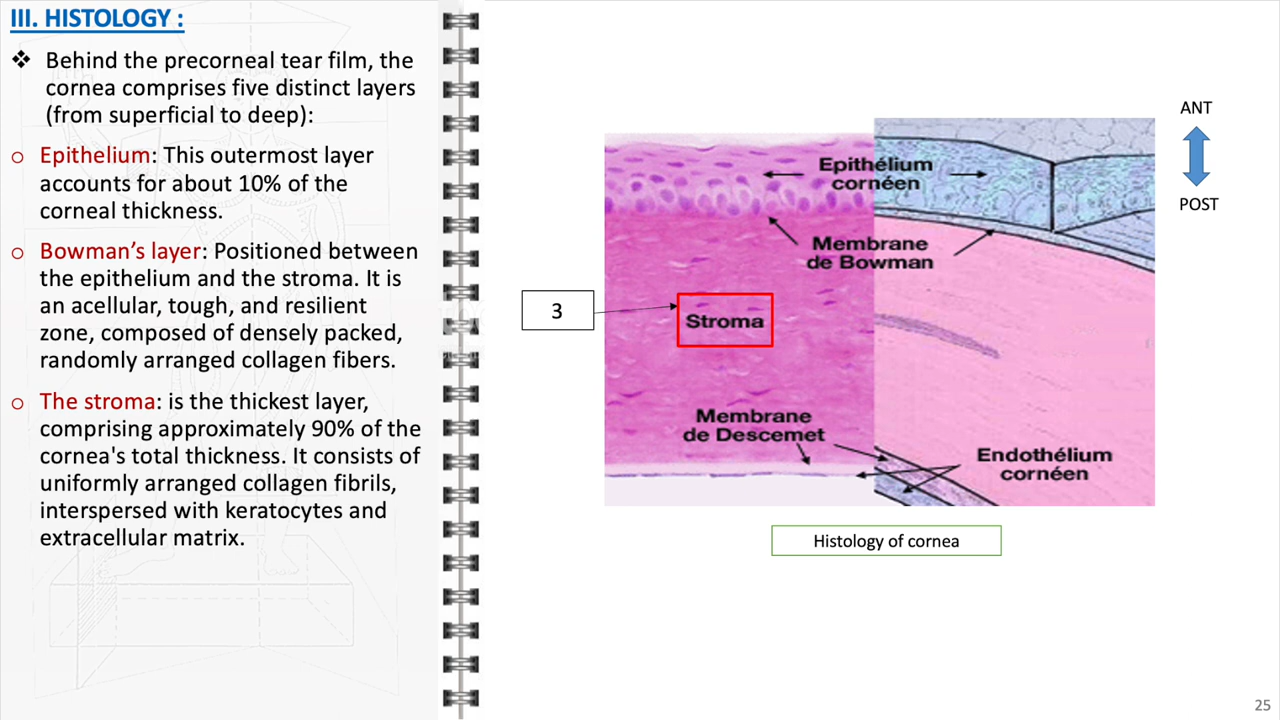 III. HISTOLOGY :
❖ Behind the precorneal tear film, the
cornea comprises five distinct layers
(from superficial to deep):
o Epithelium: This outermost layer
accounts for about 10% of the
corneal thickness.
o Bowman’s layer: Positioned between
the epithelium and the stroma. It is
an acellular, tough, and resilient
zone, composed of densely packed,
randomly arranged collagen fibers.
o The stroma: is the thickest layer,
comprising approximately 90% of the
cornea's total thickness. It consists of
uniformly arranged collagen fibrils,
interspersed with keratocytes and
extracellular matrix.
ANT
POST
Epithélium
cornéen
Membrane
de Bowman
3
Stroma
Membrane
de Descemet
Endothélium
cornéen
Histology of cornea
25